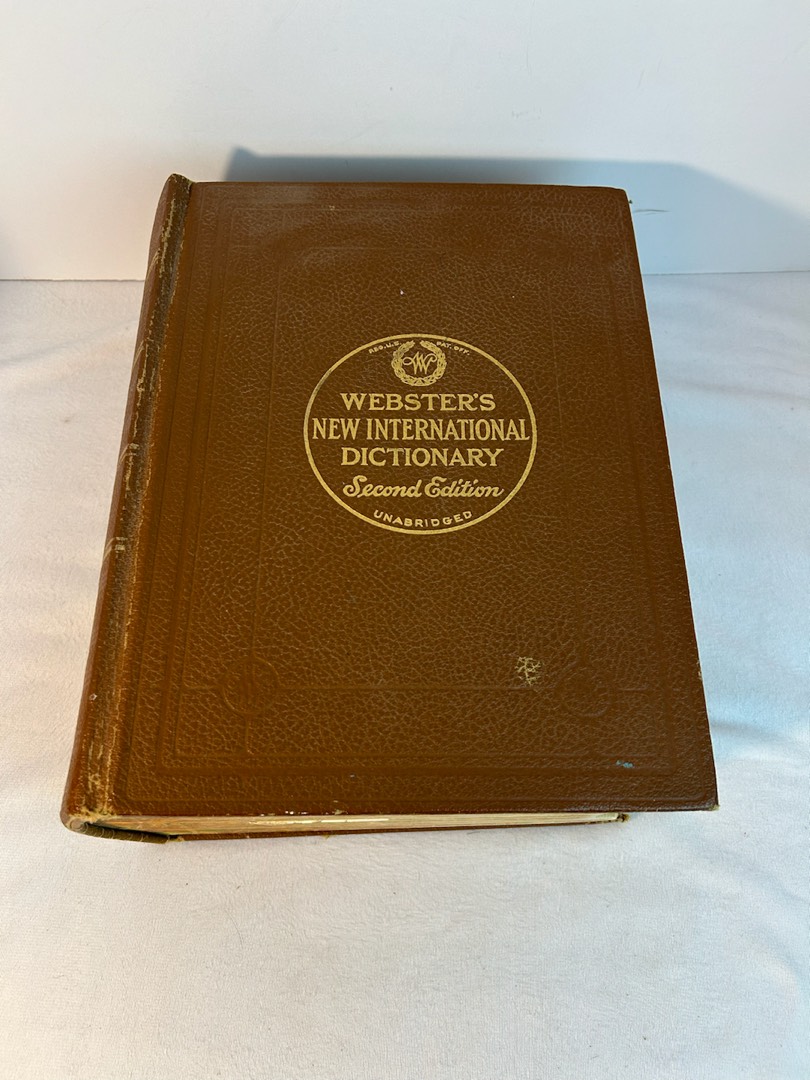 REG. U.S. PAT. OFF.
W
WEBSTER'S
NEW INTERNATIONAL
DICTIONARY
Second Edition
UNABRIDGED